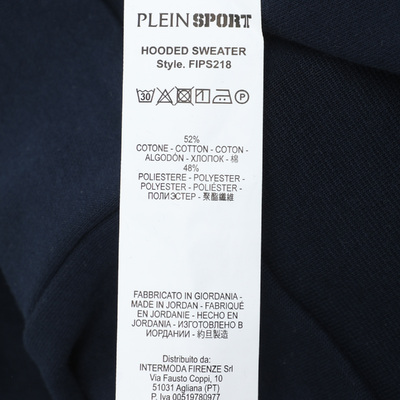 PLEIN SPORT
HOODED SWEATER
Style. FIPS218
30 P
52%
COTONE - COTTON - COTON -
ALGODÓN - ХЛОПОК - 棉
48%
POLIESTERE - POLYESTER -
POLYESTER - POLIÉSTER -
ПОЛИЭСТЕР - 聚酯纖維
FABBRICATO IN GIORDANIA -
MADE IN JORDAN - FABRIQUÉ
EN JORDANIE - HECHO EN
JORDANIA - ИЗГОТОВЛЕНО В
ИОРДАНИИ - 約旦製造
Distribuito da:
INTERMODA FIRENZE Srl
Via Fausto Coppi, 10
51031 Agliana (PT)
P. Iva 00519780977